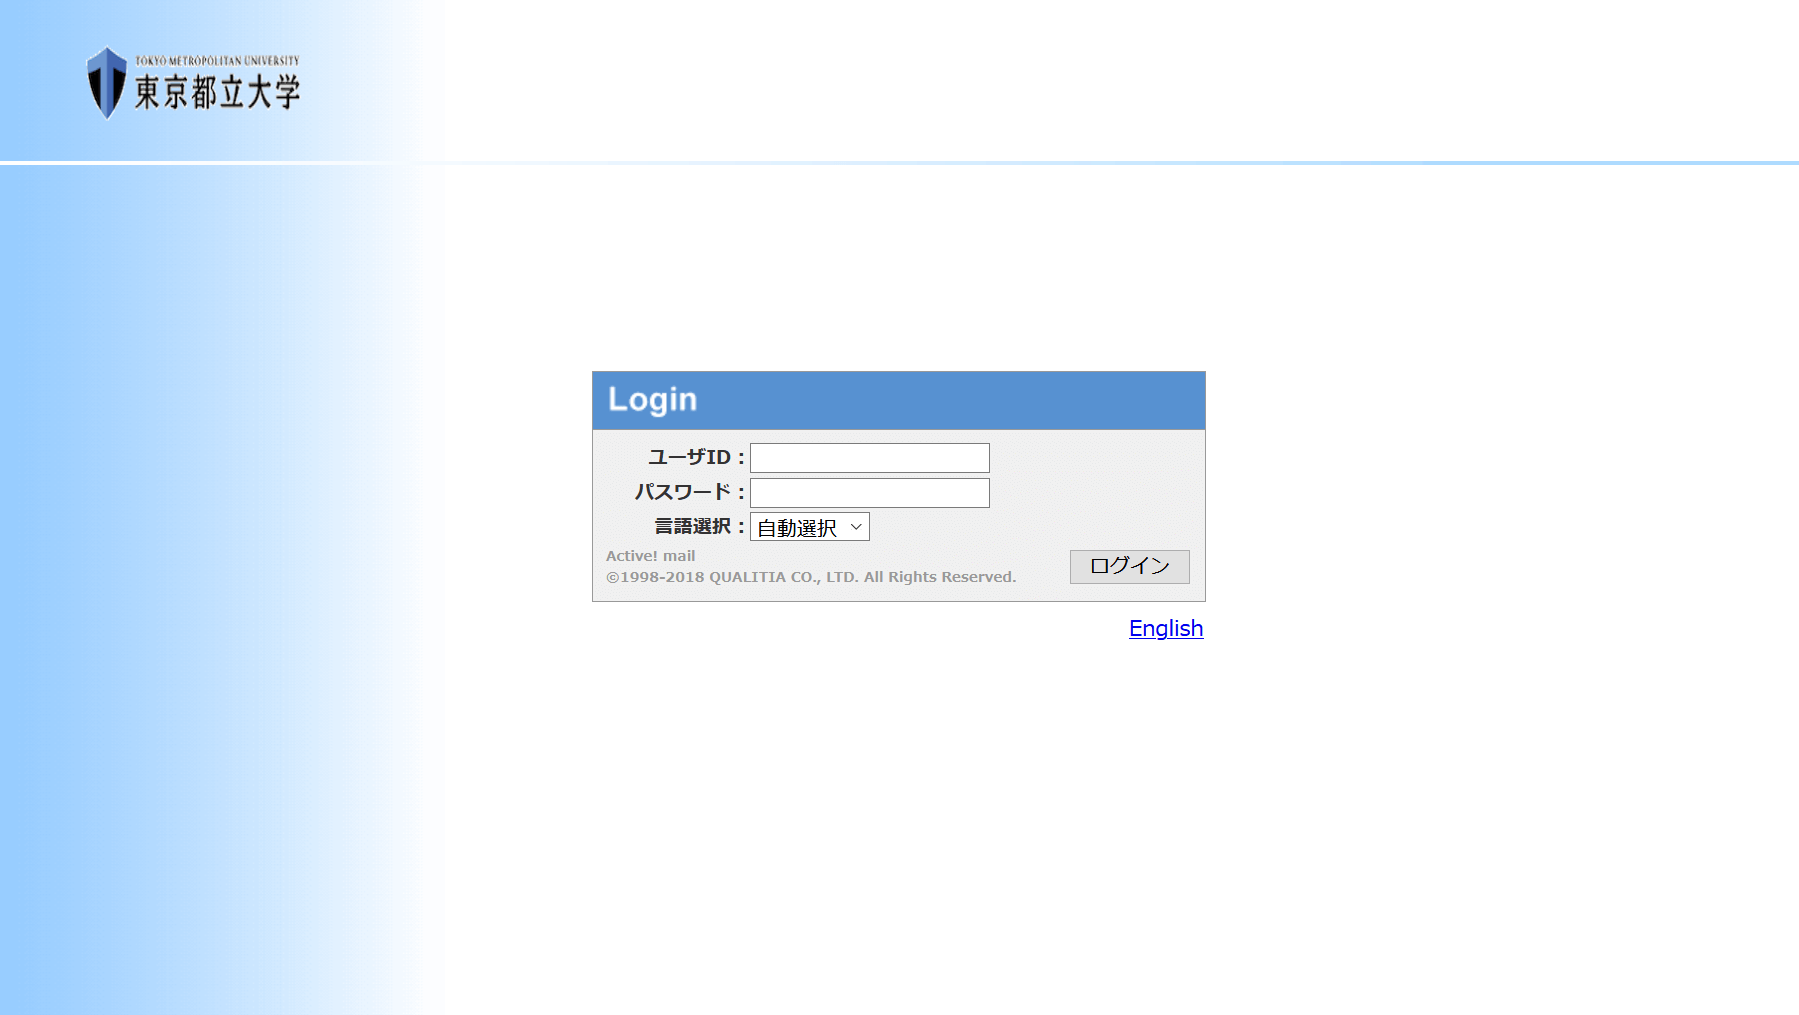 TOKYO METROPOLITAN UNIVERSITY
東京都立大学
Login
ユーザID：
パスワード：
言語選択： 自動選択
Active! mail
©1998-2018 QUALITIA CO., LTD. All Rights Reserved.
ログイン
English